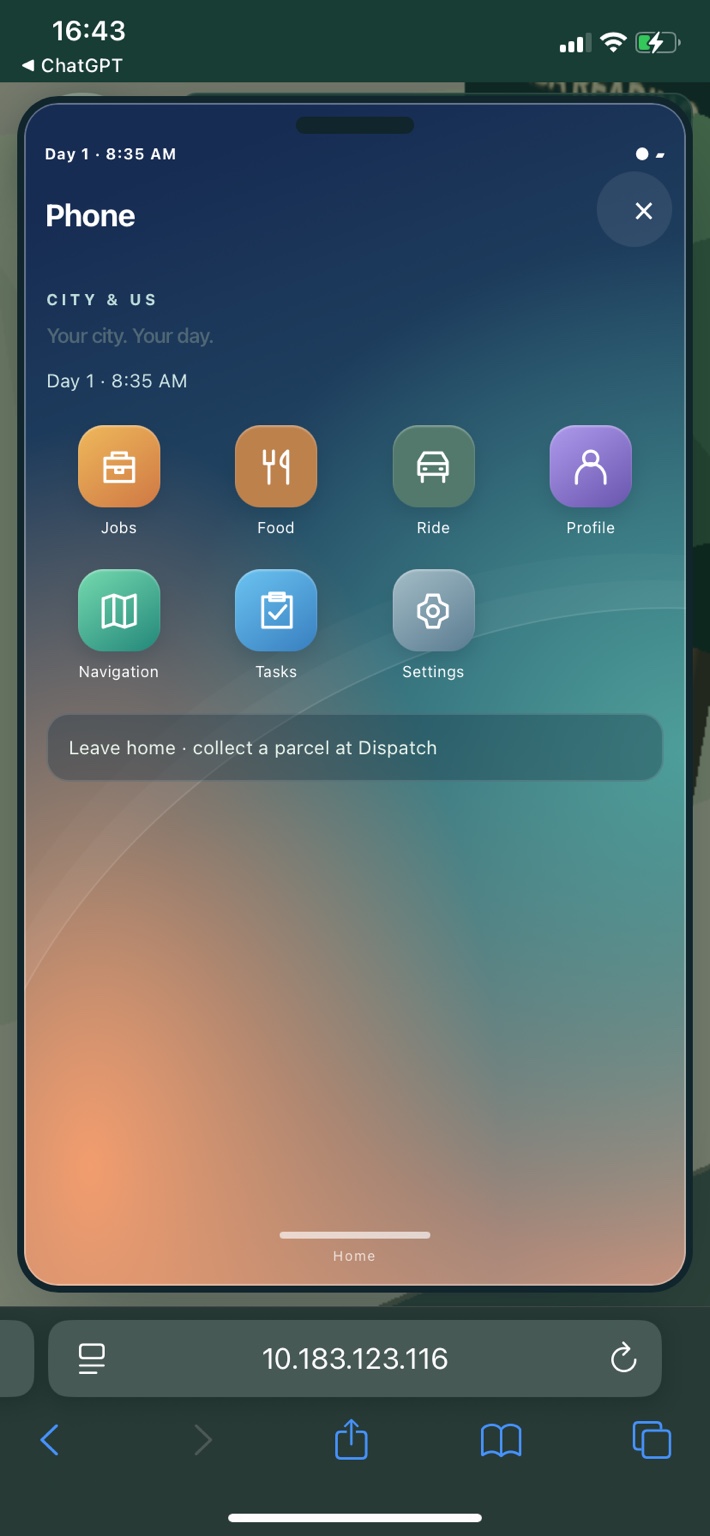 16:43
◀ ChatGPT
Day 1 · 8:35 AM
Phone
CITY & US
Your city. Your day.
Day 1 · 8:35 AM
Jobs
Food
Ride
Profile
Navigation
Tasks
Settings
Leave home · collect a parcel at Dispatch
Home
10.183.123.116